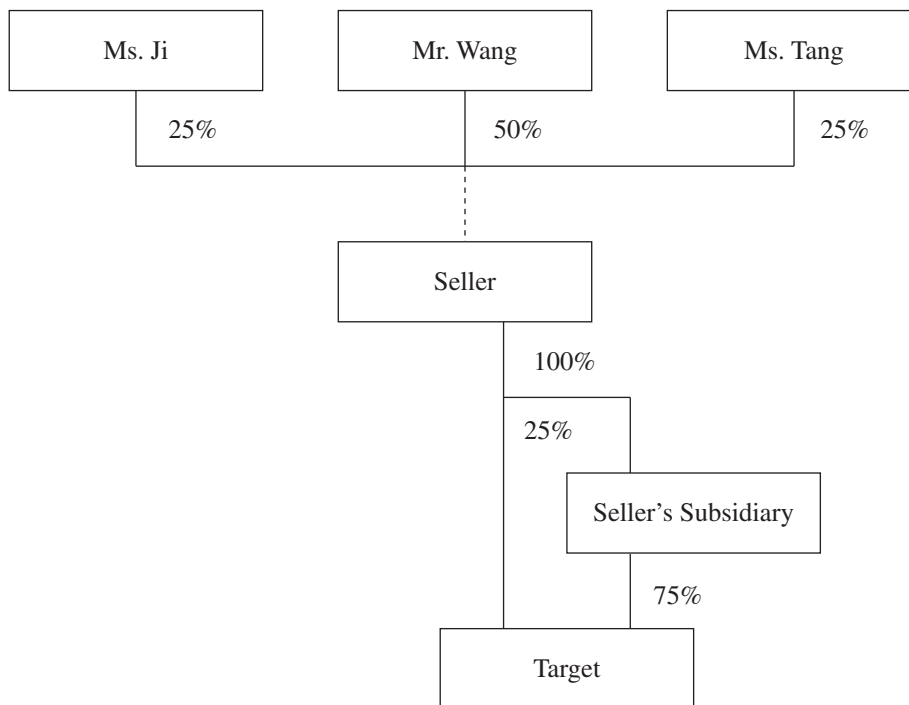 Ms. Ji
Mr. Wang
Ms. Tang
25%
50%
25%
Seller
100%
25%
Seller’s Subsidiary
75%
Target